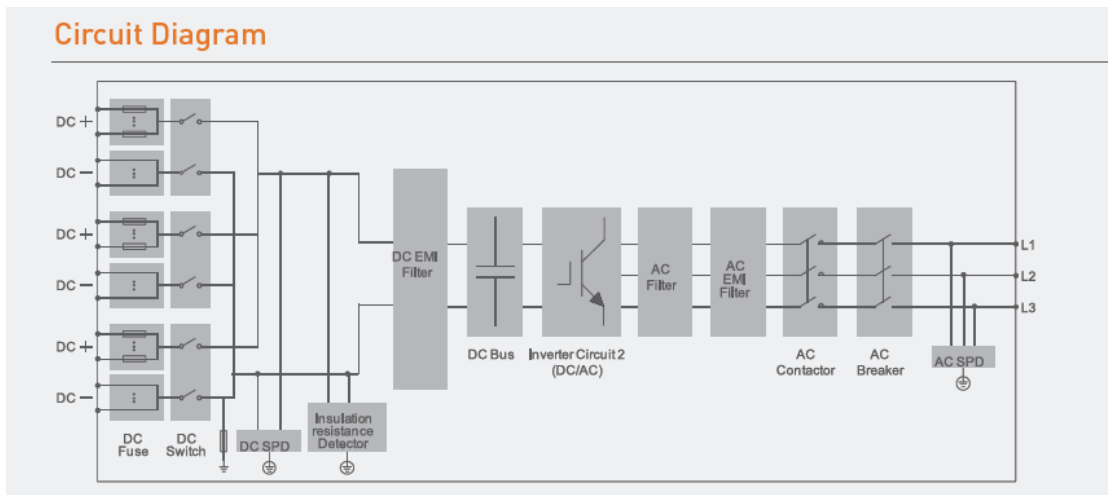 Circuit Diagram
DC +
DC −
DC +
DC −
DC +
DC −
DC
Fuse
DC
Switch
DC SPD
Insulation
resistance
Detector
DC EMI
Filter
DC Bus
Inverter Circuit 2
(DC/AC)
AC
Filter
AC
EMI
Filter
AC
Contactor
AC
Breaker
AC SPD
L1
L2
L3